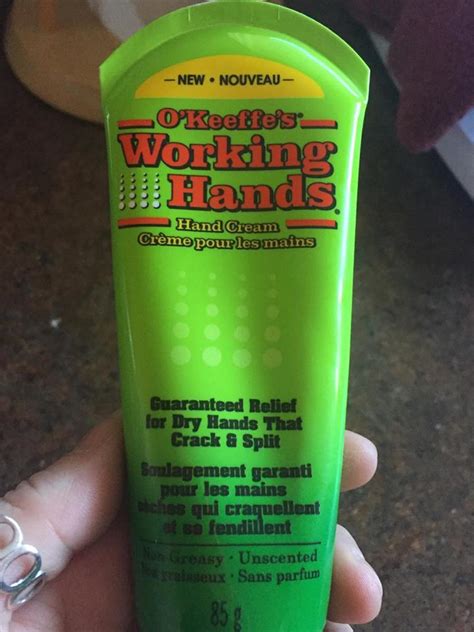 NEW • NOUVEAU
O'Keeffe's
Working
Hands
Hand Cream
Crème pour les mains
Guaranteed Relief
for Dry Hands That
Crack & Split
Soulagement garanti
pour les mains
sèches qui craquellent
et se fendillent
Non-Greasy · Unscented
graisseux · Sans parfum
85 g